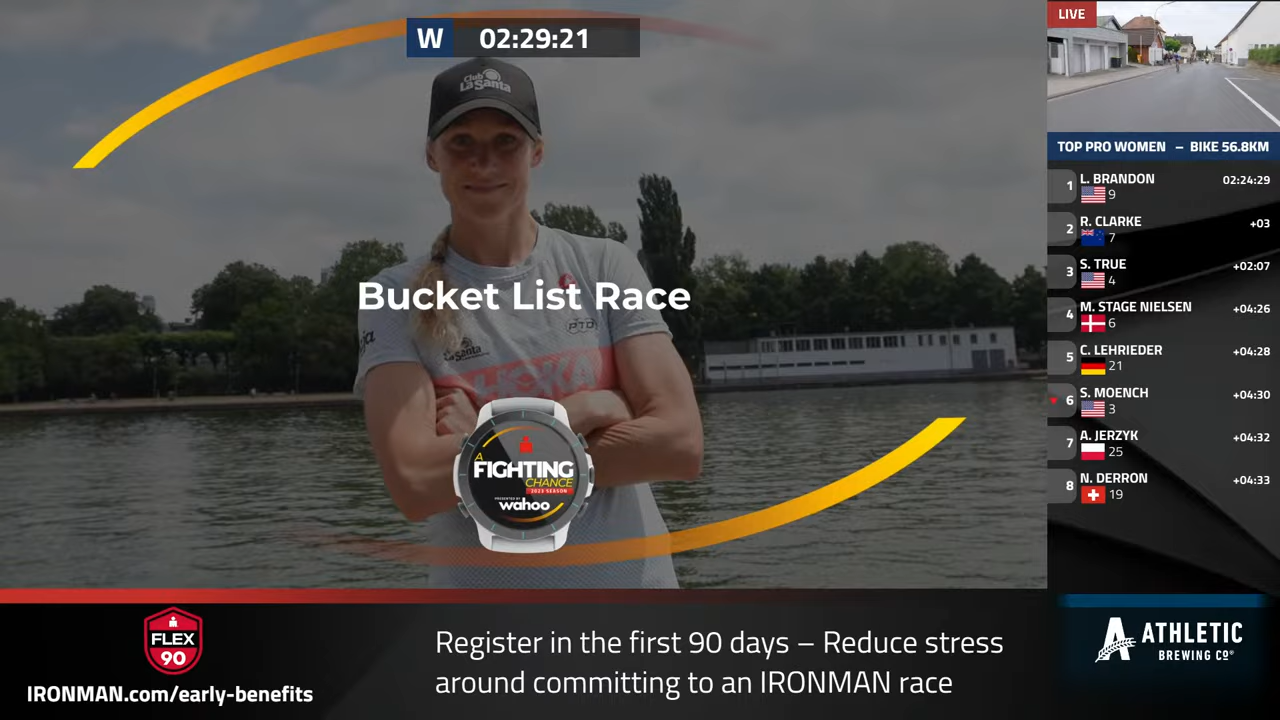 W 02:29:21
LIVE
Club
La Santa
TOP PRO WOMEN – BIKE 56.8KM
1 L. BRANDON 02:24:29
9
2 R. CLARKE +03
7
3 S. TRUE +02:07
4
4 M. STAGE NIELSEN +04:26
6
5 C. LEHRIEDER +04:28
21
6 S. MOENCH +04:30
3
7 A. JERZYK +04:32
25
8 N. DERRON +04:33
19
Bucket List Race
PTO
La Santa
HOKA
A
FIGHTING
CHANCE
2023 SEASON
PRESENTED BY
wahoo
FLEX
90
IRONMAN.com/early-benefits
Register in the first 90 days – Reduce stress
around committing to an IRONMAN race
ATHLETIC
BREWING CO®